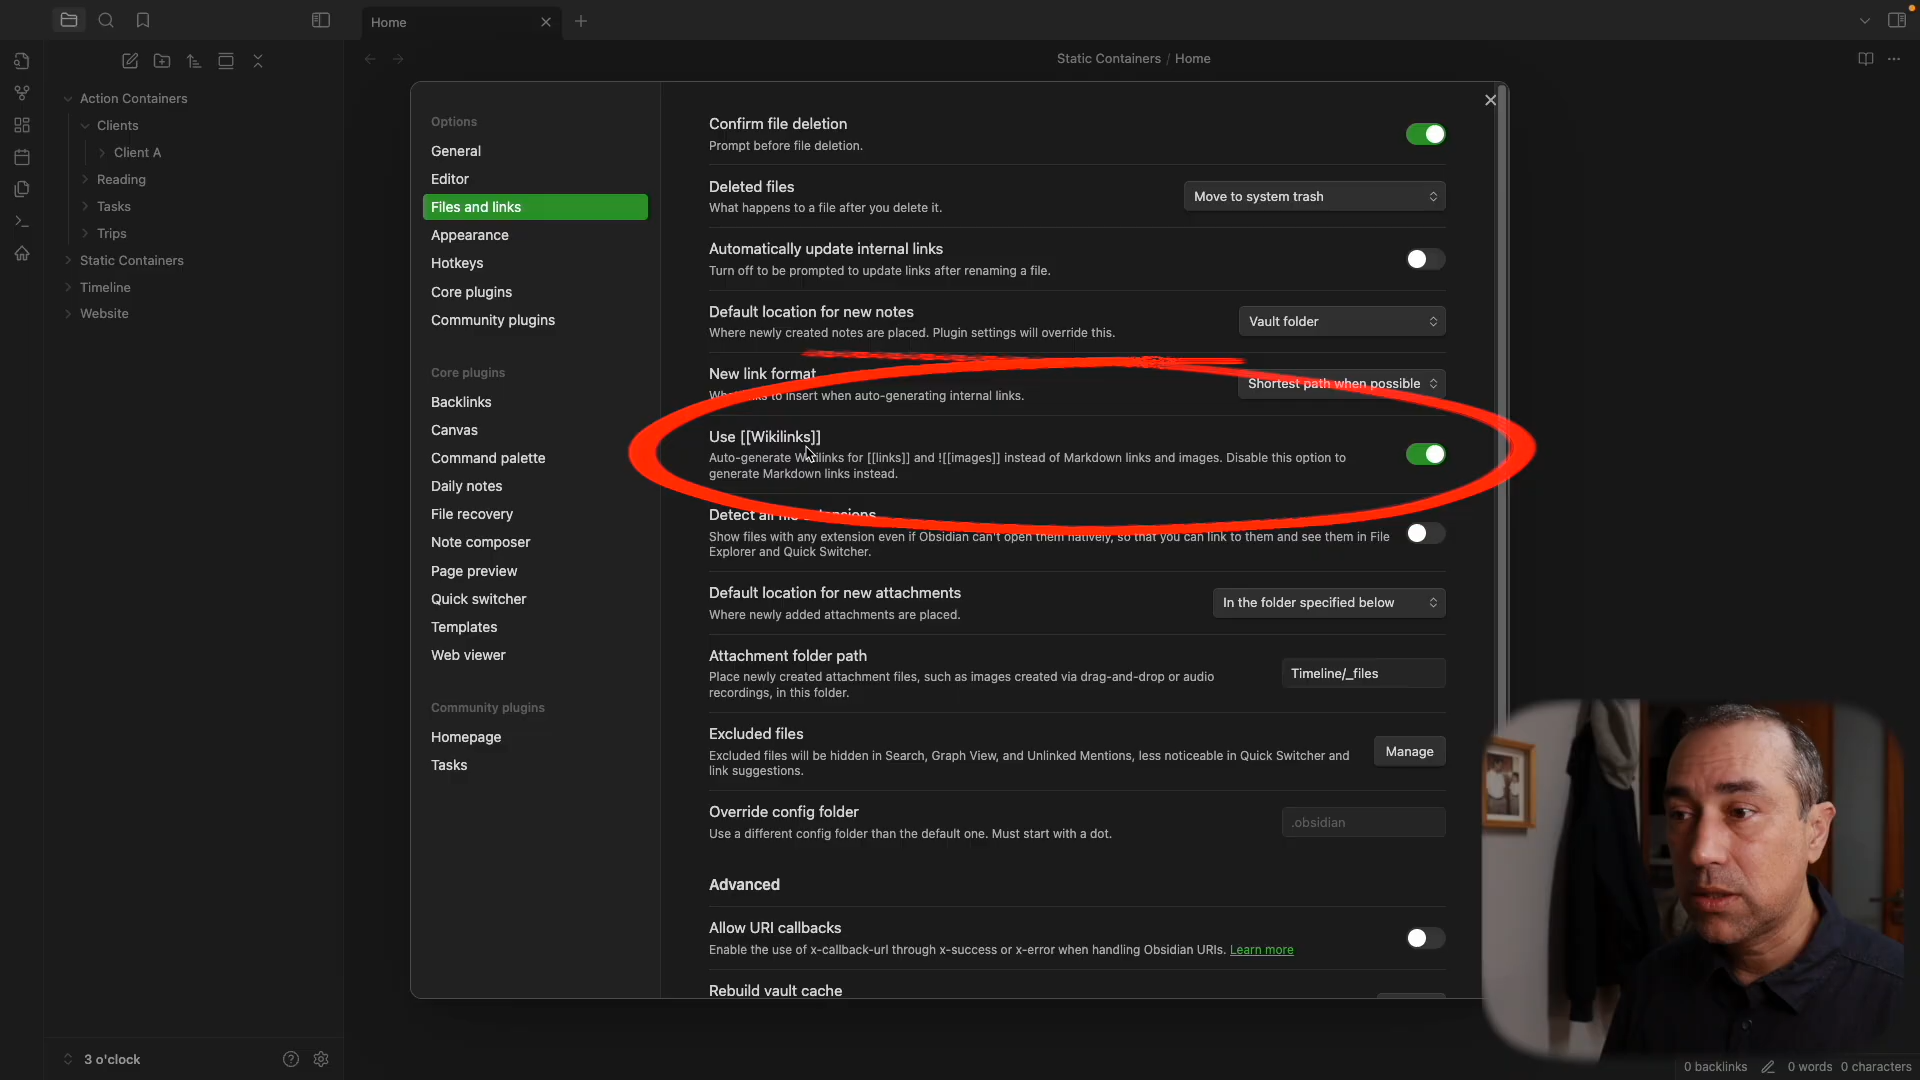 Home
Static Containers / Home
Action Containers
Clients
Client A
Reading
Tasks
Trips
Static Containers
Timeline
Website
3 o'clock
Options
General
Editor
Files and links
Appearance
Hotkeys
Core plugins
Community plugins
Core plugins
Backlinks
Canvas
Command palette
Daily notes
File recovery
Note composer
Page preview
Quick switcher
Templates
Web viewer
Community plugins
Homepage
Tasks
Confirm file deletion
Prompt before file deletion.
Deleted files
What happens to a file after you delete it.
Move to system trash
Automatically update internal links
Turn off to be prompted to update links after renaming a file.
Default location for new notes
Where newly created notes are placed. Plugin settings will override this.
Vault folder
New link format
What links to insert when auto-generating internal links.
Shortest path when possible
Use [[Wikilinks]]
Auto-generate Wikilinks for [[links]] and ![[images]] instead of Markdown links and images. Disable this option to
generate Markdown links instead.
Detect all file extensions
Show files with any extension even if Obsidian can't open them natively, so that you can link to them and see them in File
Explorer and Quick Switcher.
Default location for new attachments
Where newly added attachments are placed.
In the folder specified below
Attachment folder path
Place newly created attachment files, such as images created via drag-and-drop or audio
recordings, in this folder.
Timeline/_files
Excluded files
Excluded files will be hidden in Search, Graph View, and Unlinked Mentions, less noticeable in Quick Switcher and
link suggestions.
Manage
Override config folder
Use a different config folder than the default one. Must start with a dot.
.obsidian
Advanced
Allow URI callbacks
Enable the use of x-callback-url through x-success or x-error when handling Obsidian URIs. Learn more
Rebuild vault cache
0 backlinks
0 words
0 characters